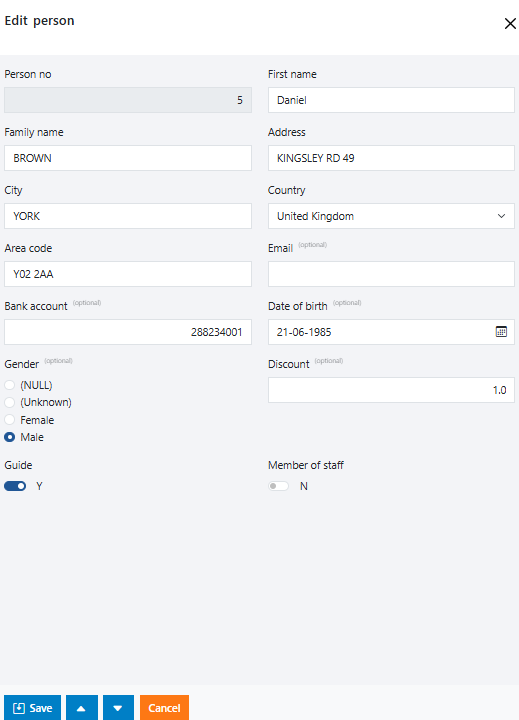 Edit person
Person no
First name
5
Daniel
Family name
Address
BROWN
KINGSLEY RD 49
City
Country
YORK
United Kingdom
Area code
Email (optional)
Y02 2AA
Bank account (optional)
Date of birth (optional)
288234001
21-06-1985
Gender (optional)
Discount (optional)
(NULL)
1.0
(Unknown)
Female
Male
Guide
Member of staff
Y
N
Save
Cancel